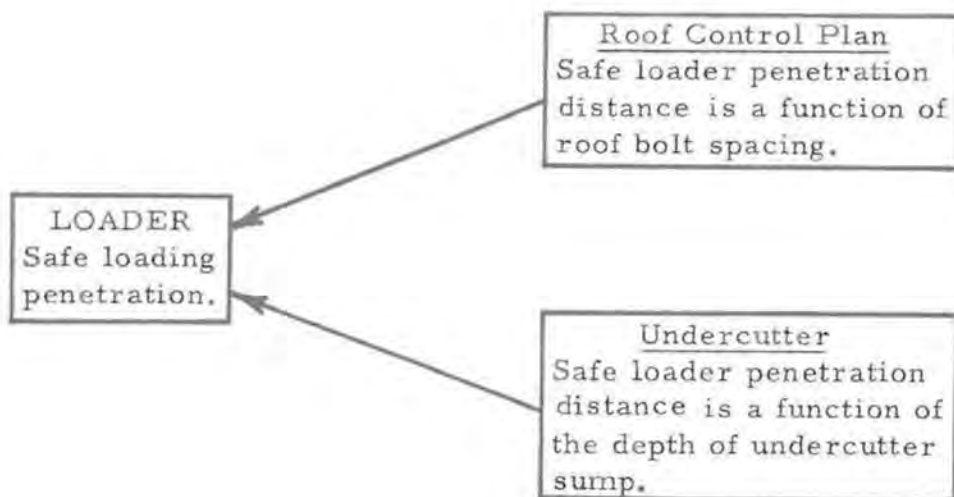 Roof Control Plan
Safe loader penetration
distance is a function of
roof bolt spacing.
LOADER
Safe loading
penetration.
Undercutter
Safe loader penetration
distance is a function of
the depth of undercutter
sump.